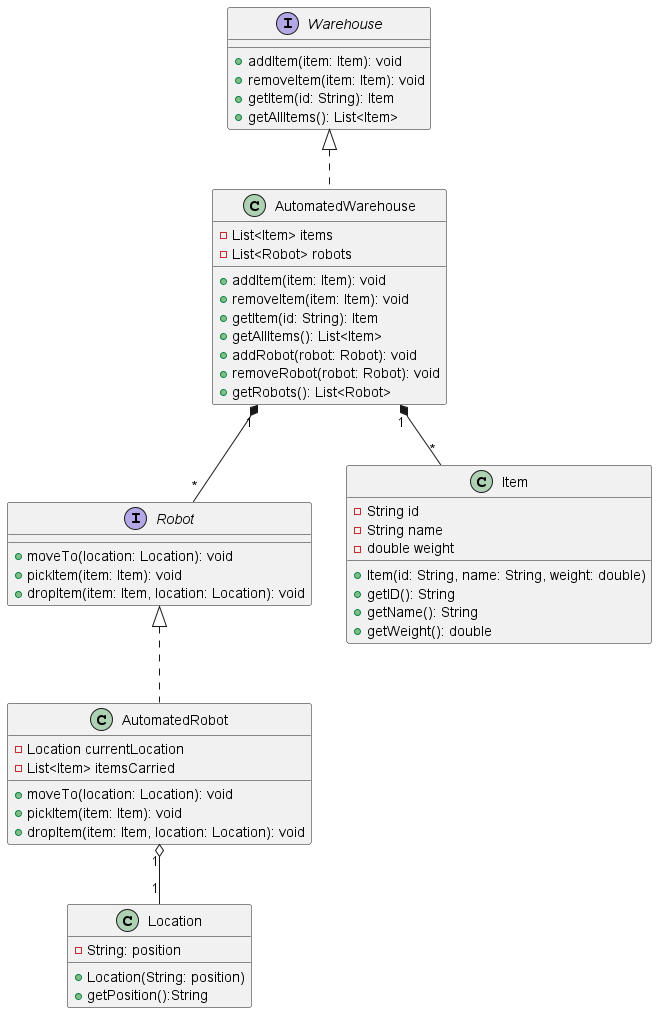 I Warehouse
addItem(item: Item): void
removeItem(item: Item): void
getItem(id: String): Item
getAllItems(): List<Item>
C AutomatedWarehouse
List<Item> items
List<Robot> robots
addItem(item: Item): void
removeItem(item: Item): void
getItem(id: String): Item
getAllItems(): List<Item>
addRobot(robot: Robot): void
removeRobot(robot: Robot): void
getRobots(): List<Robot>
1
1
*
*
I Robot
moveTo(location: Location): void
pickItem(item: Item): void
dropItem(item: Item, location: Location): void
C Item
String id
String name
double weight
Item(id: String, name: String, weight: double)
getID(): String
getName(): String
getWeight(): double
C AutomatedRobot
Location currentLocation
List<Item> itemsCarried
moveTo(location: Location): void
pickItem(item: Item): void
dropItem(item: Item, location: Location): void
1
1
C Location
String: position
Location(String: position)
getPosition():String